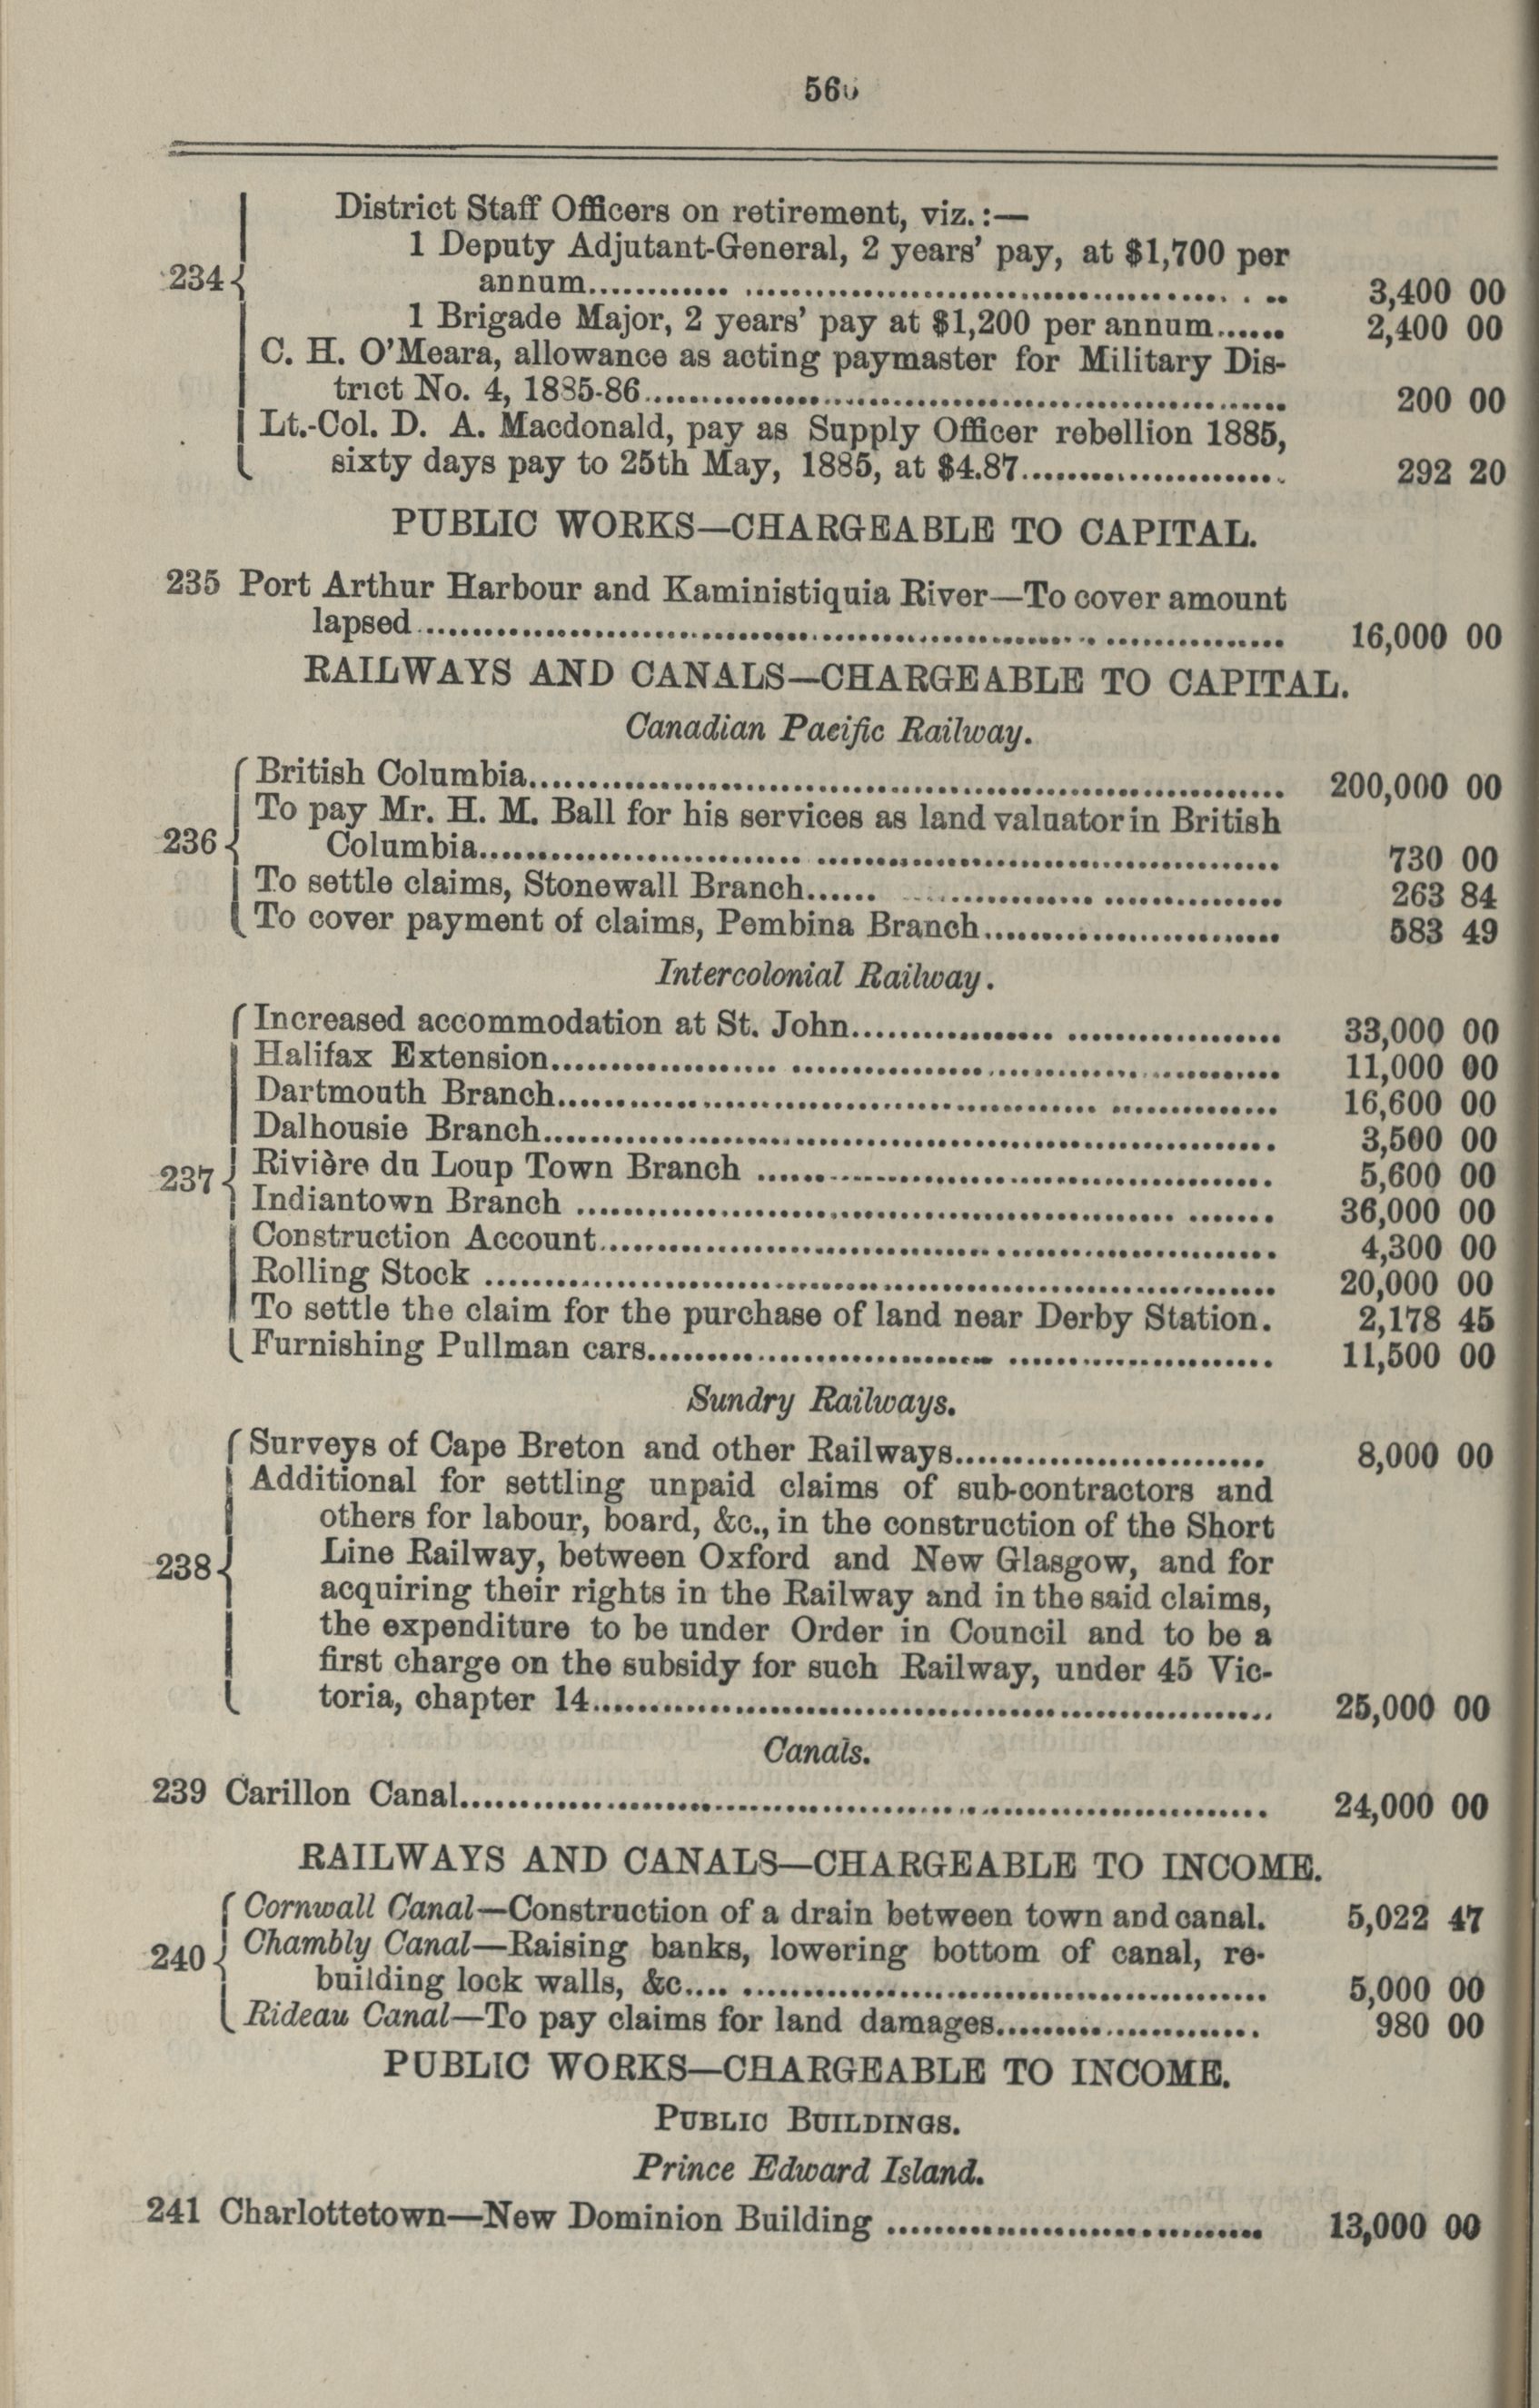 District Staff Officers on retirement, viz.:—
1 Deputy Adjutant-General, 2 years' pay, at $1,700 per
234 annum........................ 3,400 00
1 Brigade Major, 2 years' pay at $1,200 per annum...... 2,400 00
C. H. O'Meara, allowance as acting paymaster for Military Dis-
trict No. 4, 1885-86........................ 200 00
Lt.-Col. D. A. Macdonald, pay as Supply Officer rebellion 1885,
sixty days pay to 25th May, 1885, at $4.87........................ 292 20
PUBLIC WORKS—CHARGEABLE TO CAPITAL.
235 Port Arthur Harbour and Kaministiquia River—To cover amount
lapsed........................ 16,000 00
RAILWAYS AND CANALS—CHARGEABLE TO CAPITAL.
Canadian Pacific Railway.
British Columbia........................ 200,000 00
To pay Mr. H. M. Ball for his services as land valuator in British
236 Columbia........................ 730 00
To settle claims, Stonewall Branch........................ 263 84
To cover payment of claims, Pembina Branch........................ 583 49
Intercolonial Railway.
Increased accommodation at St. John........................ 33,000 00
Halifax Extension........................ 11,000 00
Dartmouth Branch........................ 16,600 00
Dalhousie Branch........................ 3,500 00
237 Rivière du Loup Town Branch ........................ 5,600 00
Indiantown Branch ........................ 36,000 00
Construction Account........................ 4,300 00
Rolling Stock ........................ 20,000 00
To settle the claim for the purchase of land near Derby Station. 2,178 45
Furnishing Pullman cars........................ 11,500 00
Sundry Railways.
Surveys of Cape Breton and other Railways........................ 8,000 00
Additional for settling unpaid claims of sub-contractors and
others for labour, board, &c., in the construction of the Short
238 Line Railway, between Oxford and New Glasgow, and for
acquiring their rights in the Railway and in the said claims,
the expenditure to be under Order in Council and to be a
first charge on the subsidy for such Railway, under 45 Vic-
toria, chapter 14........................ 25,000 00
Canals.
239 Carillon Canal........................ 24,000 00
RAILWAYS AND CANALS—CHARGEABLE TO INCOME.
Cornwall Canal—Construction of a drain between town and canal. 5,022 47
240 Chambly Canal—Raising banks, lowering bottom of canal, re-
building lock walls, &c........................ 5,000 00
Rideau Canal—To pay claims for land damages........................ 980 00
PUBLIC WORKS—CHARGEABLE TO INCOME.
PUBLIC BUILDINGS.
Prince Edward Island.
241 Charlottetown—New Dominion Building ........................ 13,000 00